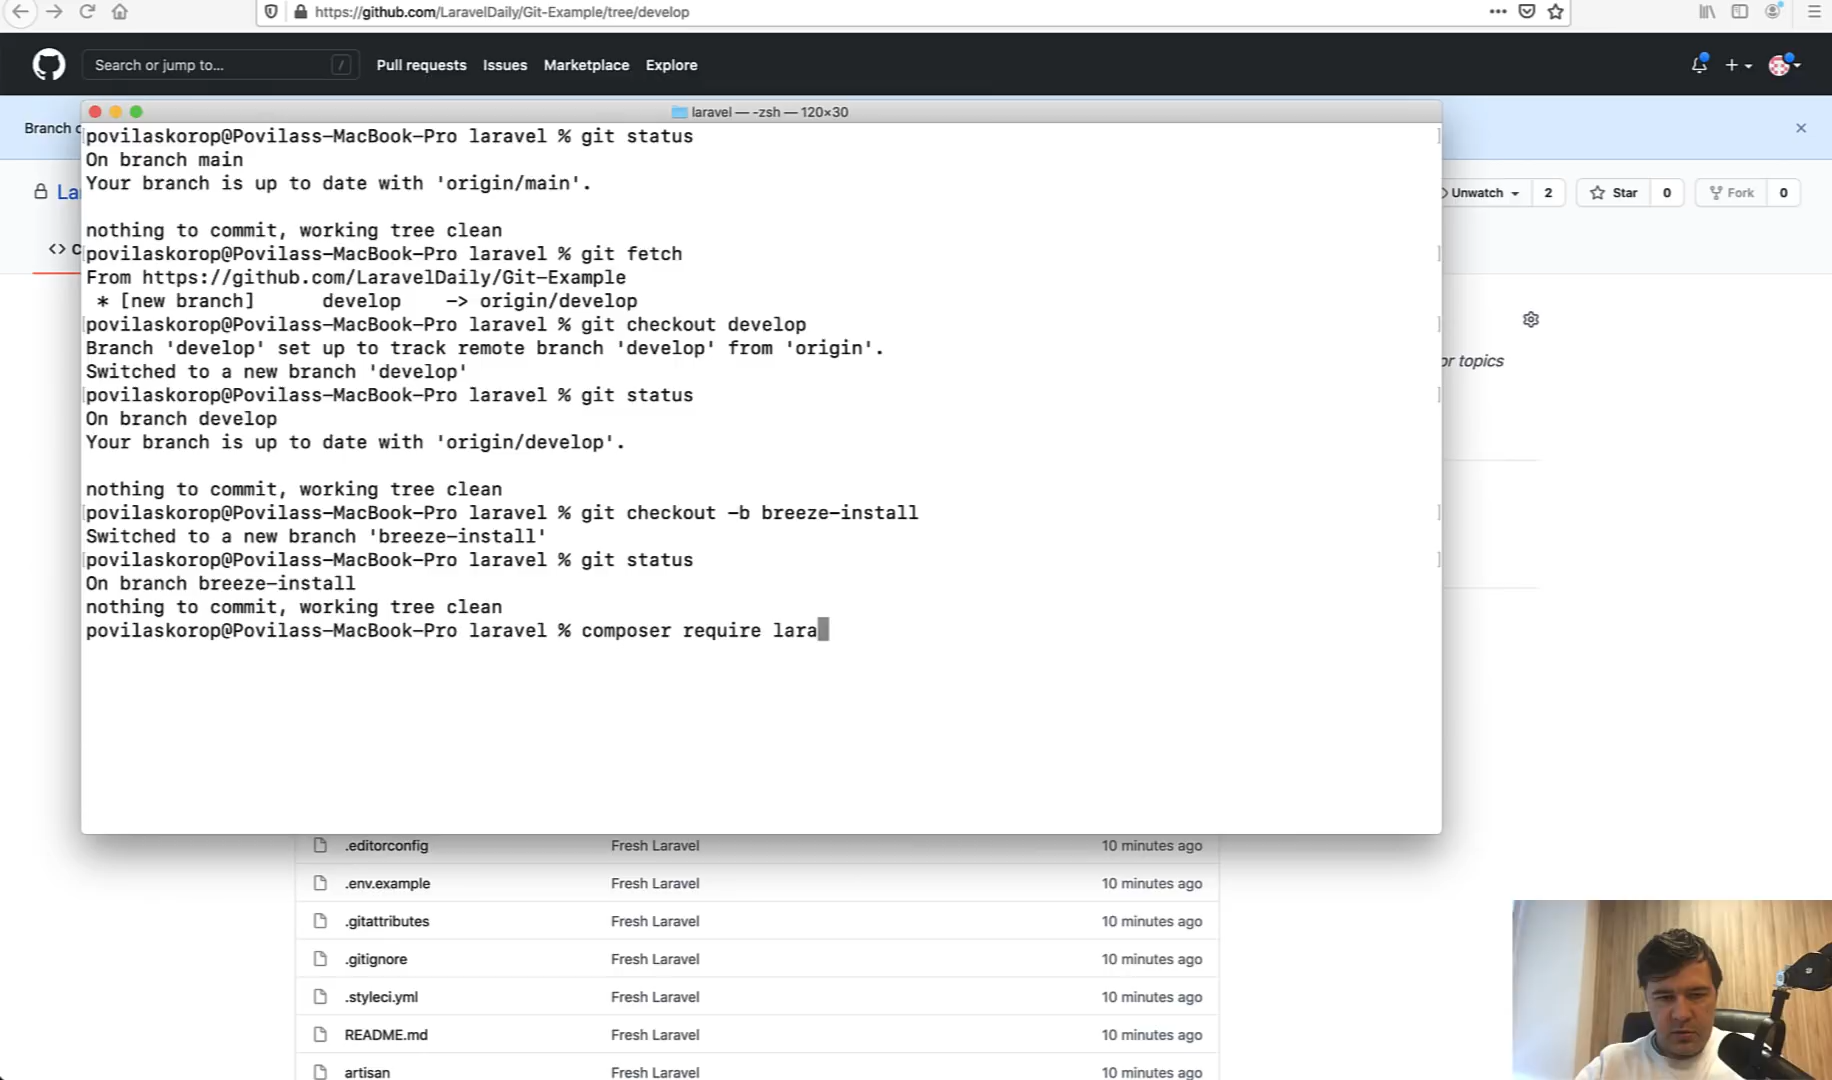 https://github.com/LaravelDaily/Git-Example/tree/develop
Search or jump to...
/
Pull requests
Issues
Marketplace
Explore
laravel — -zsh — 120×30
Branch
povilaskorop@Povilass-MacBook-Pro laravel % git status
On branch main
Your branch is up to date with 'origin/main'.
La
Unwatch
2
Star
0
Fork
0
nothing to commit, working tree clean
povilaskorop@Povilass-MacBook-Pro laravel % git fetch
From https://github.com/LaravelDaily/Git-Example
* [new branch]      develop    -> origin/develop
povilaskorop@Povilass-MacBook-Pro laravel % git checkout develop
Branch 'develop' set up to track remote branch 'develop' from 'origin'.
or topics
Switched to a new branch 'develop'
povilaskorop@Povilass-MacBook-Pro laravel % git status
On branch develop
Your branch is up to date with 'origin/develop'.
nothing to commit, working tree clean
povilaskorop@Povilass-MacBook-Pro laravel % git checkout -b breeze-install
Switched to a new branch 'breeze-install'
povilaskorop@Povilass-MacBook-Pro laravel % git status
On branch breeze-install
nothing to commit, working tree clean
povilaskorop@Povilass-MacBook-Pro laravel % composer require lara
.editorconfig
Fresh Laravel
10 minutes ago
.env.example
Fresh Laravel
10 minutes ago
.gitattributes
Fresh Laravel
10 minutes ago
.gitignore
Fresh Laravel
10 minutes ago
.styleci.yml
Fresh Laravel
10 minutes ago
README.md
Fresh Laravel
10 minutes ago
artisan
Fresh Laravel
10 minutes ago